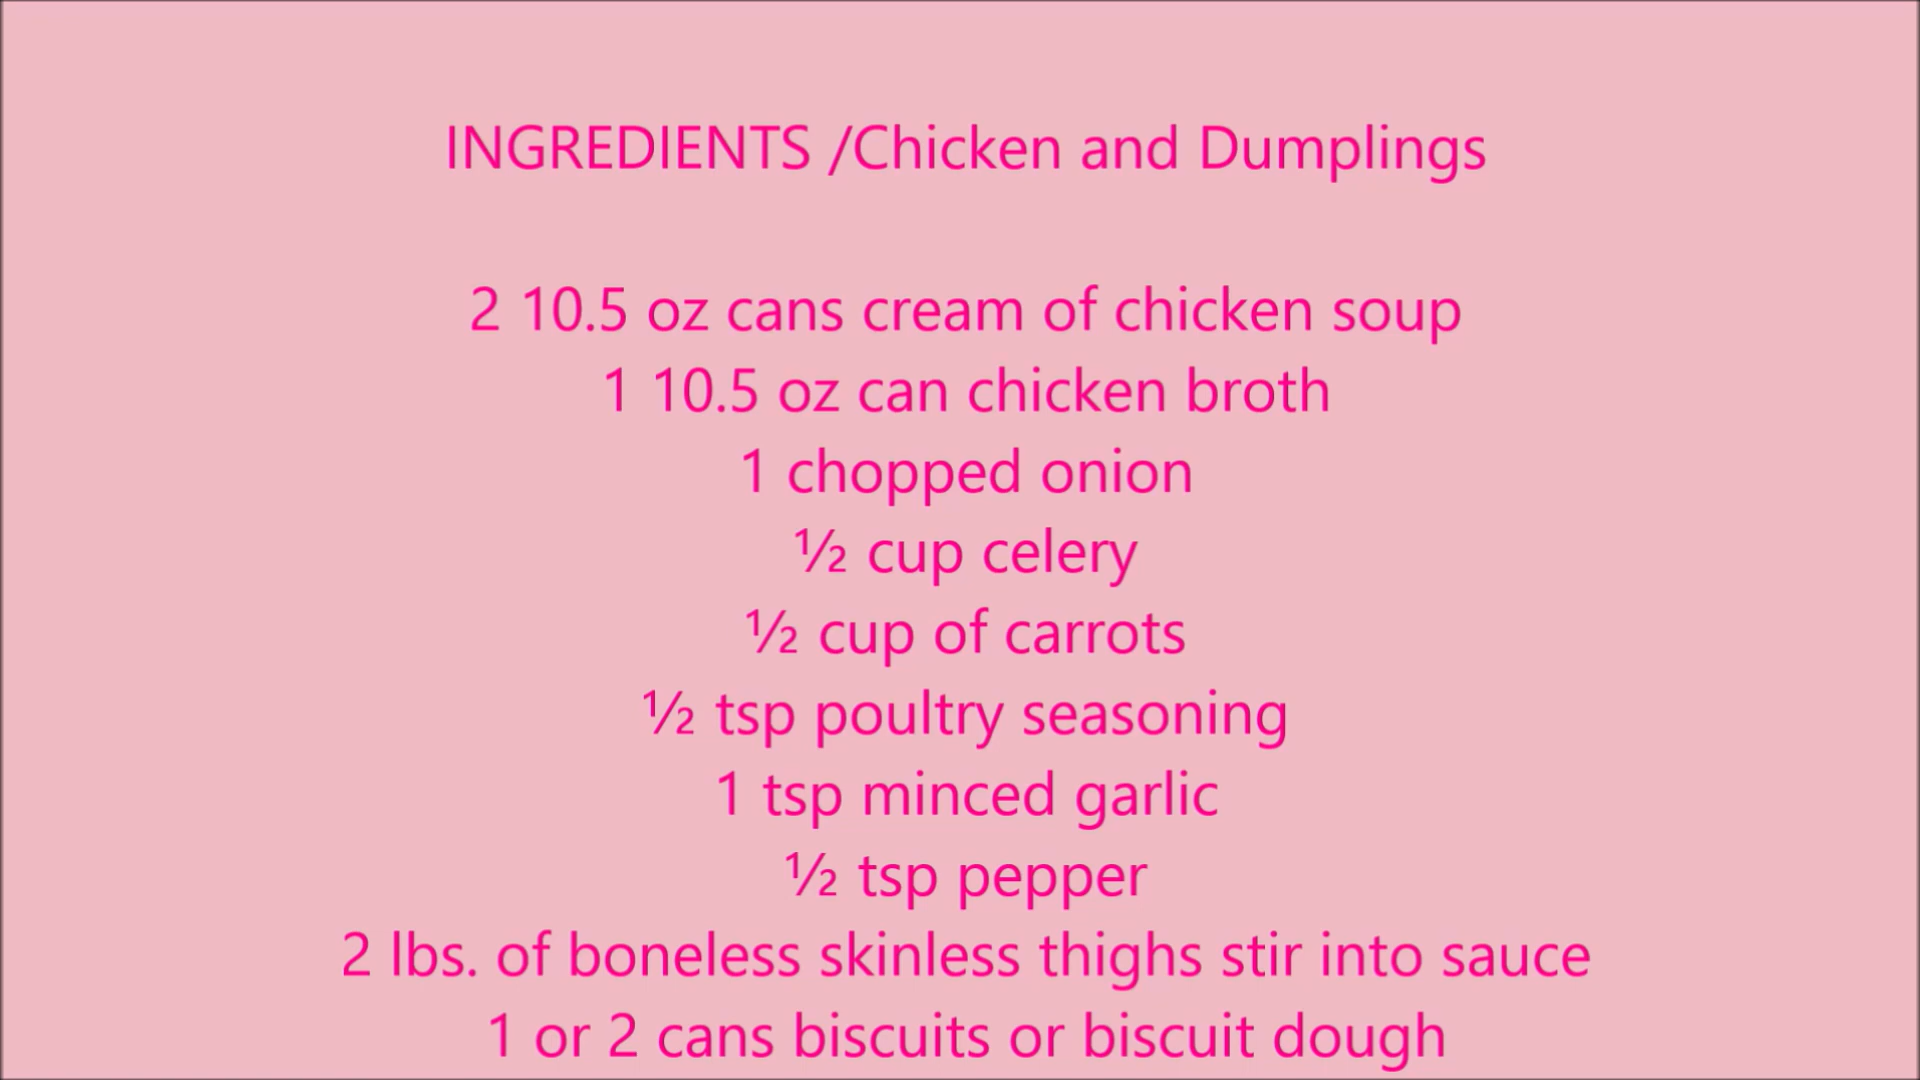 INGREDIENTS /Chicken and Dumplings
2 10.5 oz cans cream of chicken soup
1 10.5 oz can chicken broth
1 chopped onion
½ cup celery
½ cup of carrots
½ tsp poultry seasoning
1 tsp minced garlic
½ tsp pepper
2 lbs. of boneless skinless thighs stir into sauce
1 or 2 cans biscuits or biscuit dough